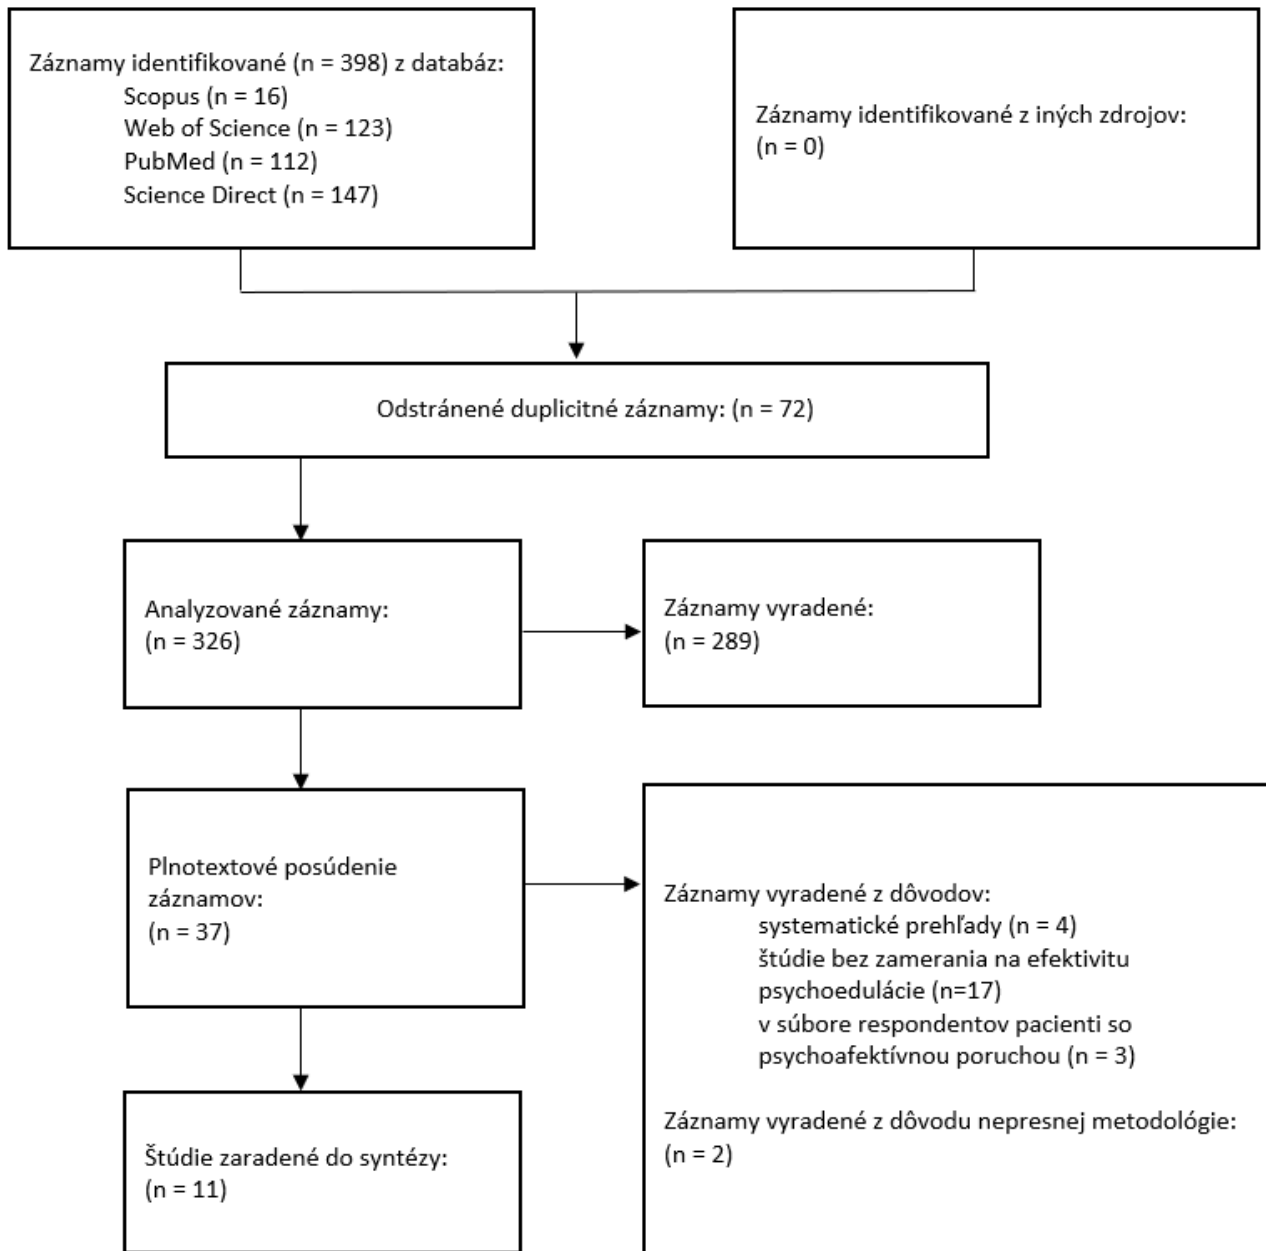 Záznamy identifikované (n = 398) z databáz:
Scopus (n = 16)
Web of Science (n = 123)
PubMed (n = 112)
Science Direct (n = 147)
Záznamy identifikované z iných zdrojov:
(n = 0)
Odstránené duplicitné záznamy: (n = 72)
Analyzované záznamy:
(n = 326)
Záznamy vyradené:
(n = 289)
Plnotextové posúdenie
záznamov:
(n = 37)
Záznamy vyradené z dôvodov:
systematické prehľady (n = 4)
štúdie bez zamerania na efektivitu
psychoedulácie (n=17)
v súbore respondentov pacienti so
psychoafektívnou poruchou (n = 3)
Záznamy vyradené z dôvodu nepresnej metodológie:
(n = 2)
Štúdie zaradené do syntézy:
(n = 11)